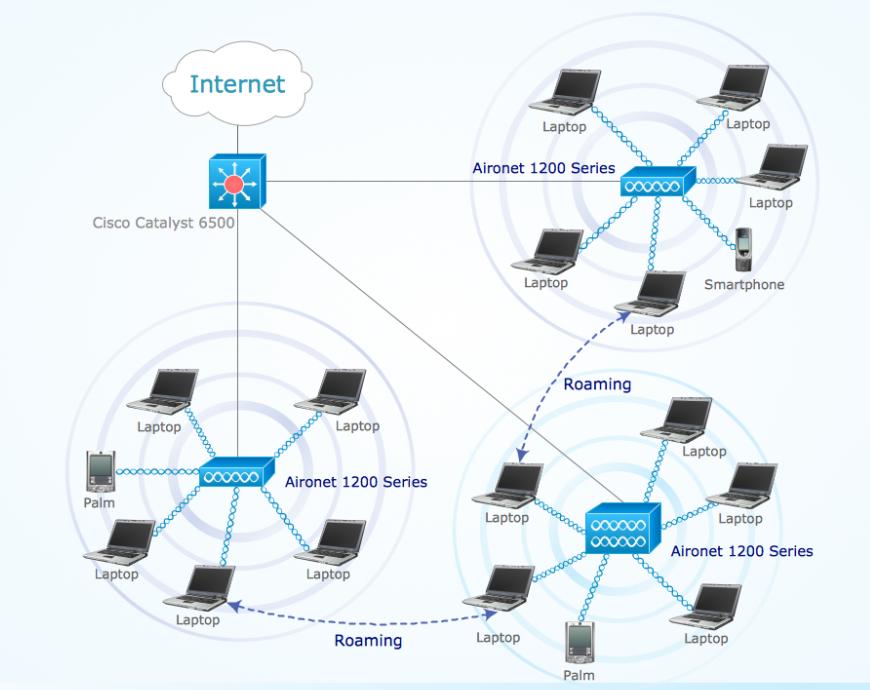 Internet
Cisco Catalyst 6500
Aironet 1200 Series
Laptop
Laptop
Laptop
Smartphone
Laptop
Laptop
Roaming
Laptop
Laptop
Palm
Aironet 1200 Series
Laptop
Laptop
Laptop
Roaming
Laptop
Laptop
Laptop
Aironet 1200 Series
Laptop
Laptop
Palm